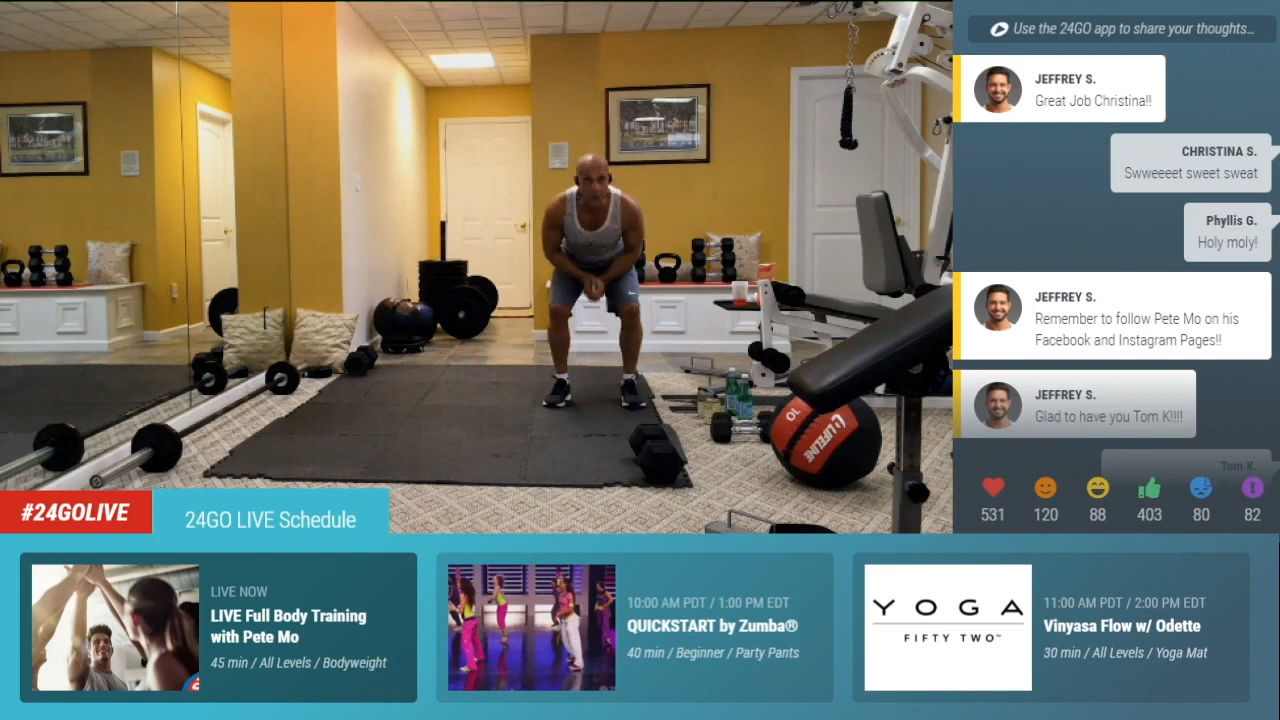 Use the 24GO app to share your thoughts...
JEFFREY S.
Great Job Christina!!
CHRISTINA S.
Swweeeet sweet sweat
Phyllis G.
Holy moly!
JEFFREY S.
Remember to follow Pete Mo on his
Facebook and Instagram Pages!!
JEFFREY S.
Glad to have you Tom K!!!!
Tom K.
531
120
88
403
80
82
10
LIFELINE
#24GOLIVE
24GO LIVE Schedule
LIVE NOW
LIVE Full Body Training
with Pete Mo
45 min / All Levels / Bodyweight
10:00 AM PDT / 1:00 PM EDT
QUICKSTART by Zumba®
40 min / Beginner / Party Pants
YOGA
FIFTY TWO™
11:00 AM PDT / 2:00 PM EDT
Vinyasa Flow w/ Odette
30 min / All Levels / Yoga Mat